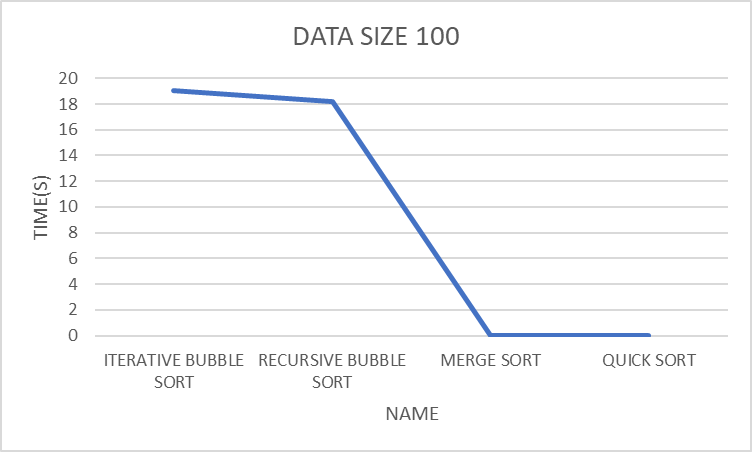 DATA SIZE 100
20
18
16
14
12
10
8
6
4
2
0
TIME(S)
ITERATIVE BUBBLE
SORT
RECURSIVE BUBBLE
SORT
MERGE SORT
QUICK SORT
NAME